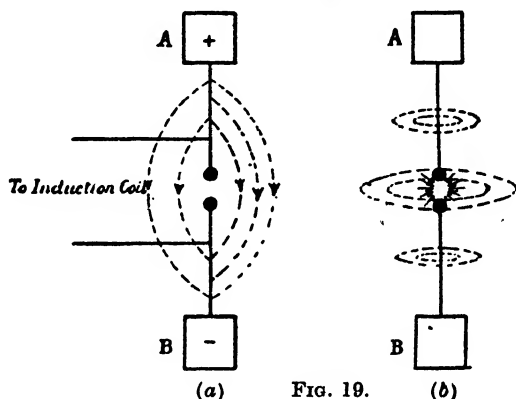 A + A
To Induction Coil
B - B
(a) FIG. 19. (b)